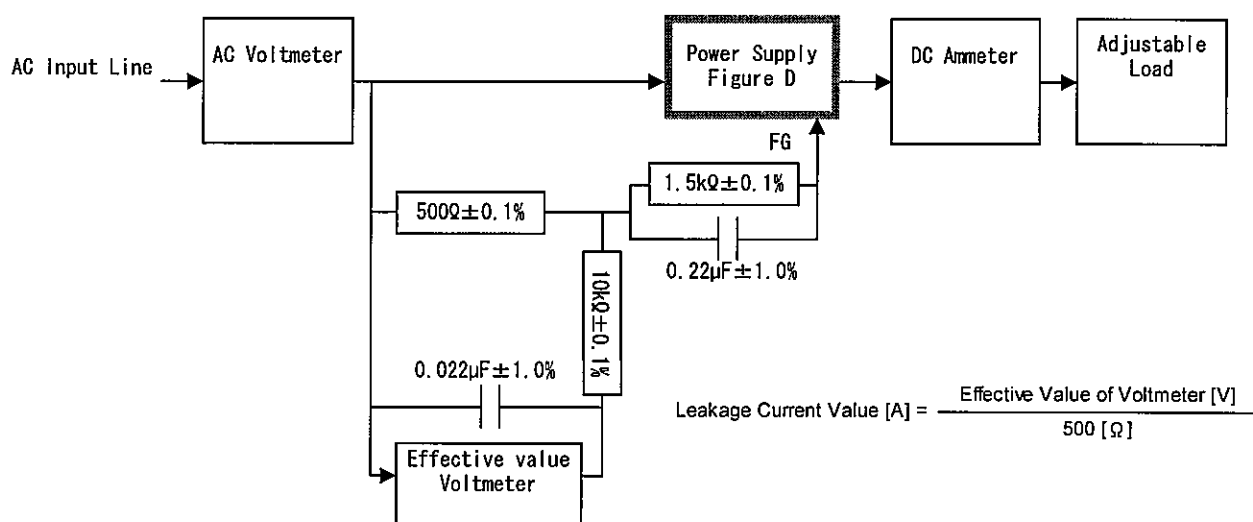 AC Input Line
AC Voltmeter
Power Supply
Figure D
DC Ammeter
Adjustable
Load
FG
500Ω±0.1%
1.5kΩ±0.1%
0.22μF±1.0%
10kΩ±0.1%
0.022μF±1.0%
Effective value
Voltmeter
Leakage Current Value [A] = Effective Value of Voltmeter [V]
500 [Ω]